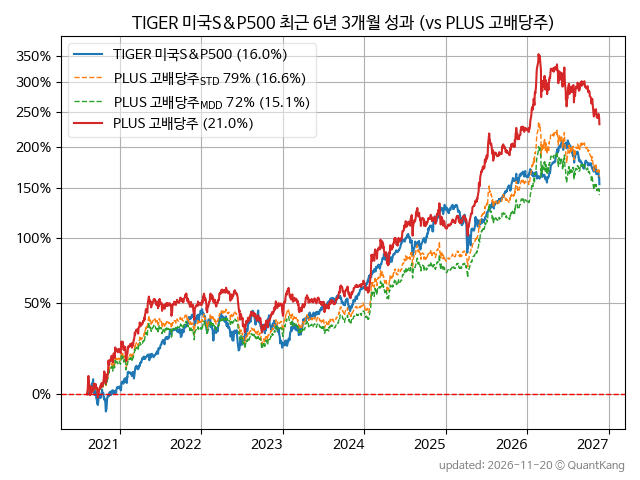 TIGER 미국S&P500 최근 6년 3개월 성과 (vs PLUS 고배당주)
TIGER 미국S&P500 (16.0%)
PLUS 고배당주STD 79% (16.6%)
PLUS 고배당주MDD 72% (15.1%)
PLUS 고배당주 (21.0%)
350%
300%
250%
200%
150%
100%
50%
0%
2021 2022 2023 2024 2025 2026 2027
updated: 2026-11-20 © QuantKang